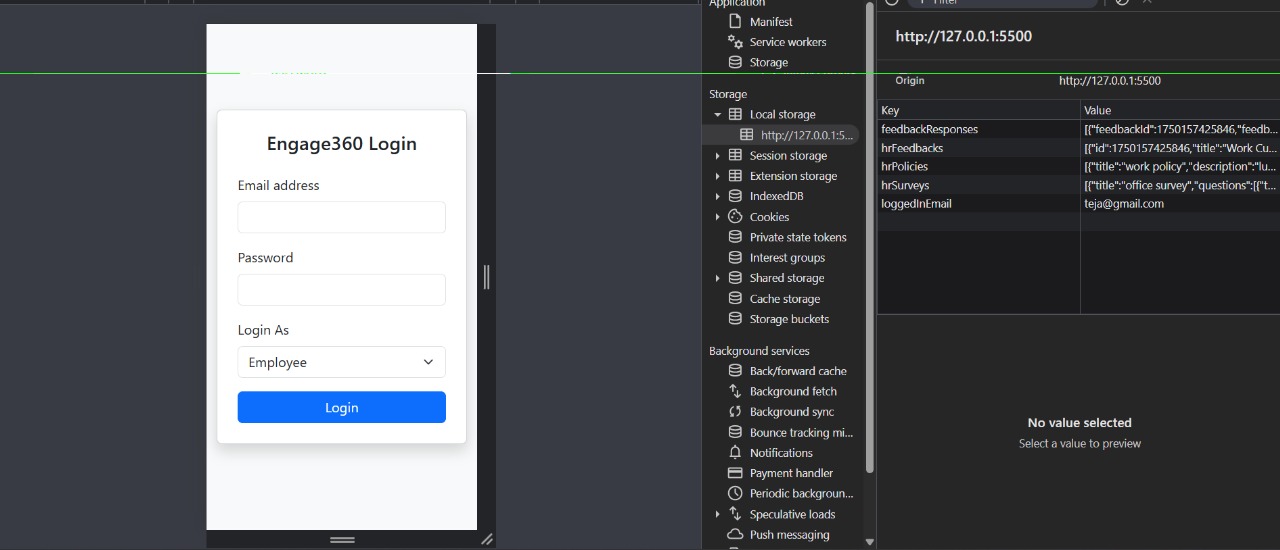 Engage360 Login
Email address
Password
Login As
Employee
Login
Application
Manifest
Service workers
Storage
Storage
Local storage
http://127.0.0.1:5...
Session storage
Extension storage
IndexedDB
Cookies
Private state tokens
Interest groups
Shared storage
Cache storage
Storage buckets
Background services
Back/forward cache
Background fetch
Background sync
Bounce tracking mi...
Notifications
Payment handler
Periodic backgroun...
Speculative loads
Push messaging
Filter
http://127.0.0.1:5500
Origin http://127.0.0.1:5500
Key Value
feedbackResponses [{"feedbackId":1750157425846,"feedb...
hrFeedbacks [{"id":1750157425846,"title":"Work Cu...
hrPolicies [{"title":"work policy","description":"lu...
hrSurveys [{"title":"office survey","questions":[{"t...
loggedInEmail teja@gmail.com
No value selected
Select a value to preview